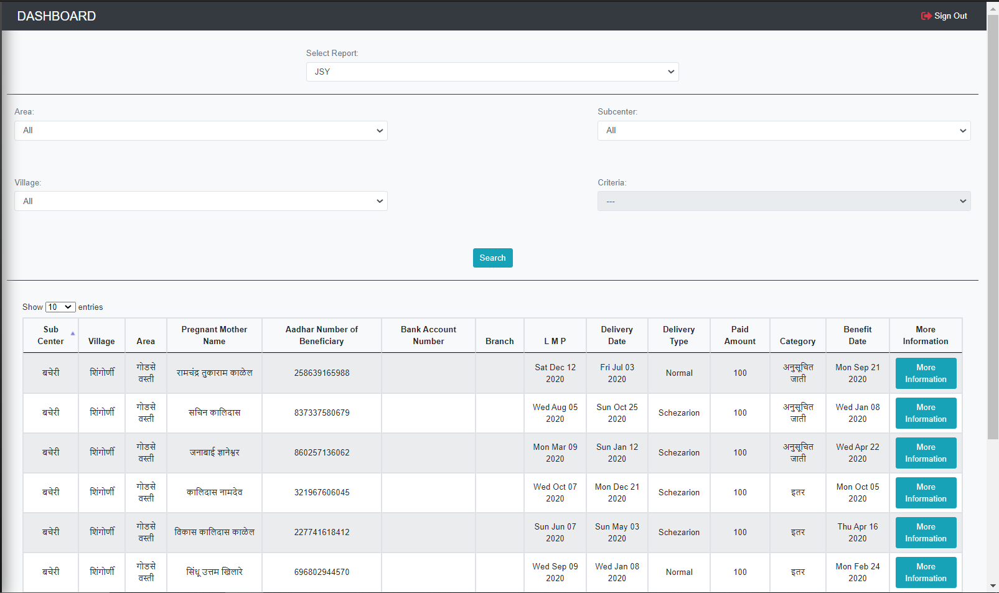 DASHBOARD
Sign Out
Select Report:
JSY
Area:
Subcenter:
All
All
Village:
Criteria:
All
---
Search
Show 10 entries
Sub Center Village Area Pregnant Mother Name Aadhar Number of Beneficiary Bank Account Number Branch L M P Delivery Date Delivery Type Paid Amount Category Benefit Date More Information
बचेरी शिंगोर्णी गोडसे वस्ती रामचंद्र तुकाराम काळेल 258639165988 Sat Dec 12 2020 Fri Jul 03 2020 Normal 100 अनुसूचित जाती Mon Sep 21 2020 More Information
बचेरी शिंगोर्णी गोडसे वस्ती सचिन कालिदास 837337580679 Wed Aug 05 2020 Sun Oct 25 2020 Schezarion 100 अनुसूचित जाती Wed Jan 08 2020 More Information
बचेरी शिंगोर्णी गोडसे वस्ती जनाबाई ज्ञानेश्वर 860257136062 Mon Mar 09 2020 Sun Jan 12 2020 Schezarion 100 अनुसूचित जाती Wed Apr 22 2020 More Information
बचेरी शिंगोर्णी गोडसे वस्ती कालिदास नामदेव 321967606045 Wed Oct 07 2020 Mon Dec 21 2020 Schezarion 100 इतर Mon Oct 05 2020 More Information
बचेरी शिंगोर्णी गोडसे वस्ती विकास कालिदास काळेल 227741618412 Sun Jun 07 2020 Sun May 03 2020 Schezarion 100 इतर Thu Apr 16 2020 More Information
बचेरी शिंगोर्णी गोडसे वस्ती सिंधू उत्तम खिलारे 696802944570 Wed Sep 09 2020 Wed Jan 08 2020 Normal 100 इतर Mon Feb 24 2020 More Information